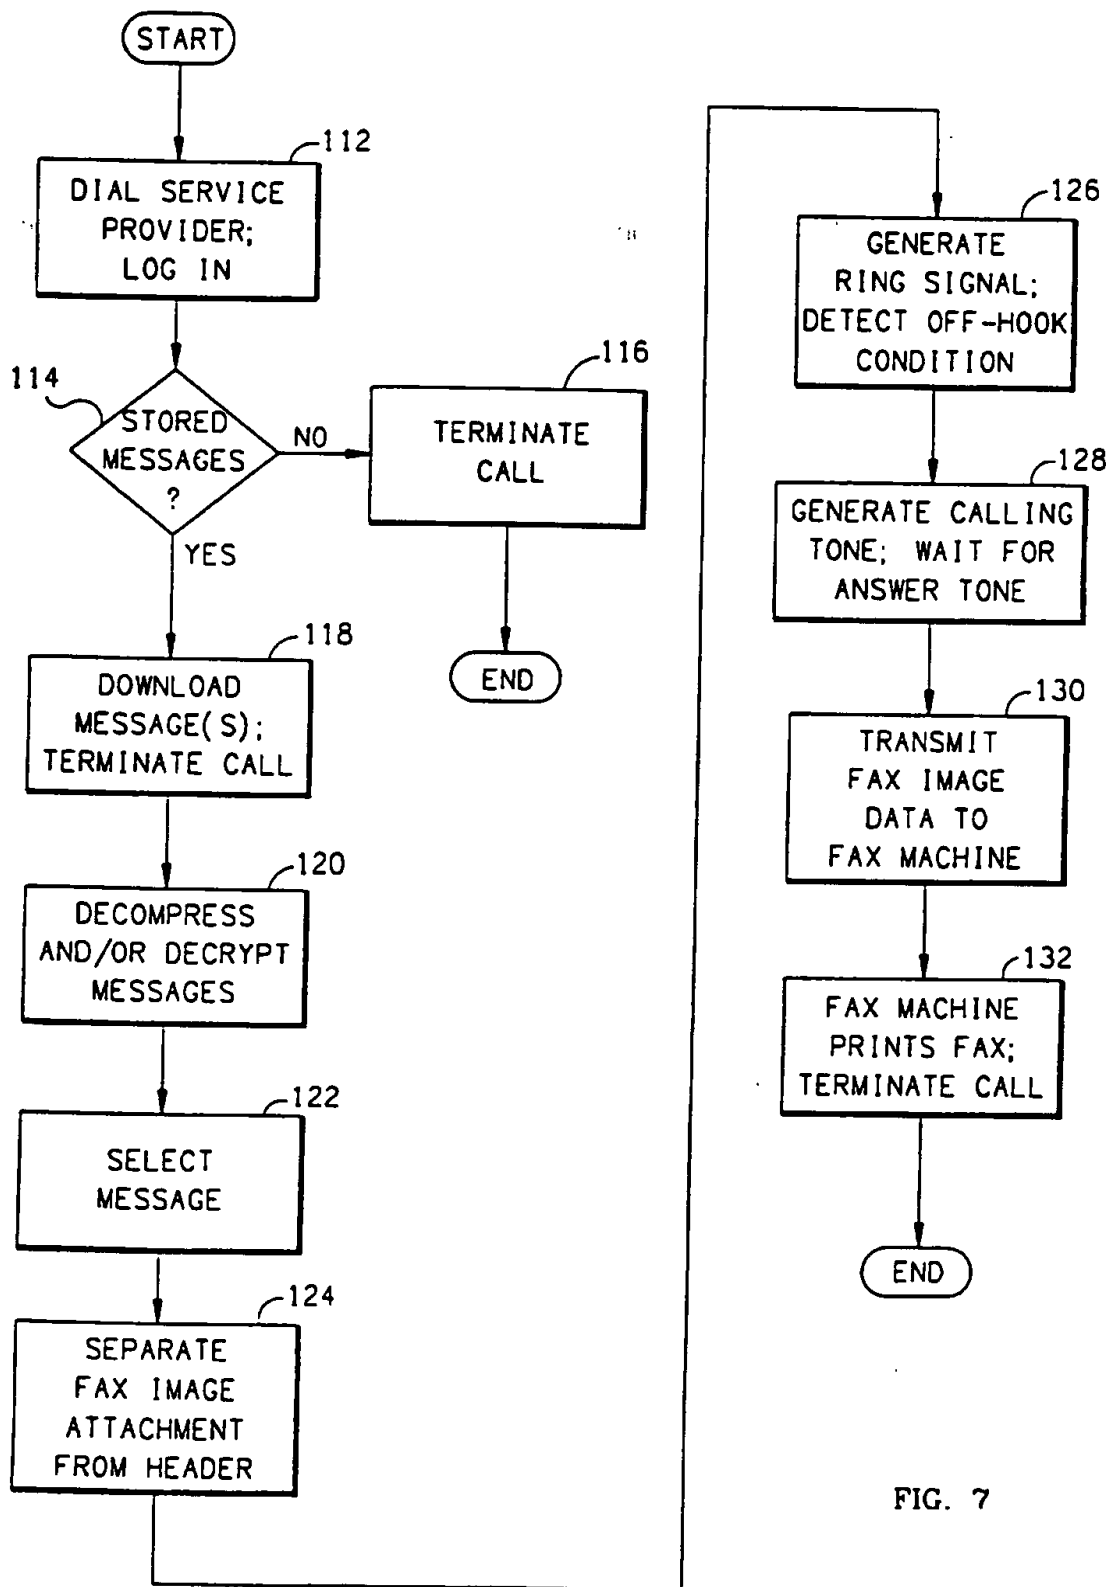 START
112
DIAL SERVICE
PROVIDER;
LOG IN
114
STORED
MESSAGES
?
NO
YES
116
TERMINATE
CALL
END
118
DOWNLOAD
MESSAGE(S);
TERMINATE CALL
120
DECOMPRESS
AND/OR DECRYPT
MESSAGES
122
SELECT
MESSAGE
124
SEPARATE
FAX IMAGE
ATTACHMENT
FROM HEADER
126
GENERATE
RING SIGNAL;
DETECT OFF-HOOK
CONDITION
128
GENERATE CALLING
TONE; WAIT FOR
ANSWER TONE
130
TRANSMIT
FAX IMAGE
DATA TO
FAX MACHINE
132
FAX MACHINE
PRINTS FAX;
TERMINATE CALL
END
FIG. 7